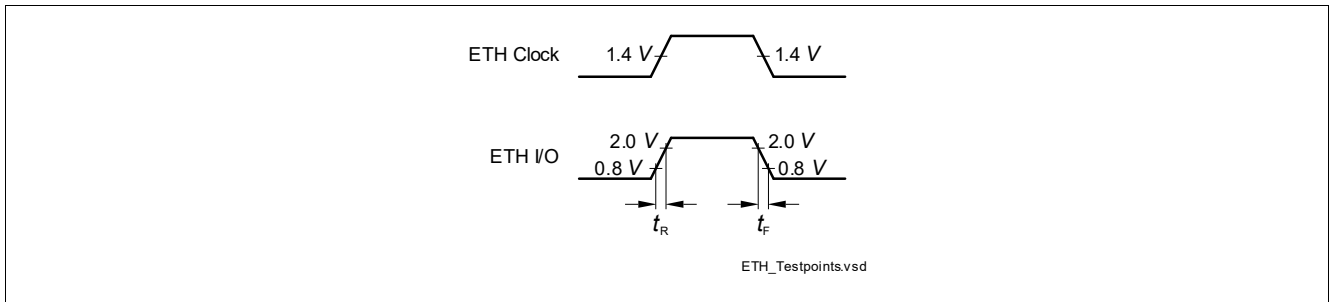 ETH Clock 1.4 V 1.4 V
2.0 V 2.0 V
ETH I/O
0.8 V 0.8 V
tR tF
ETH_Testpoints.vsd